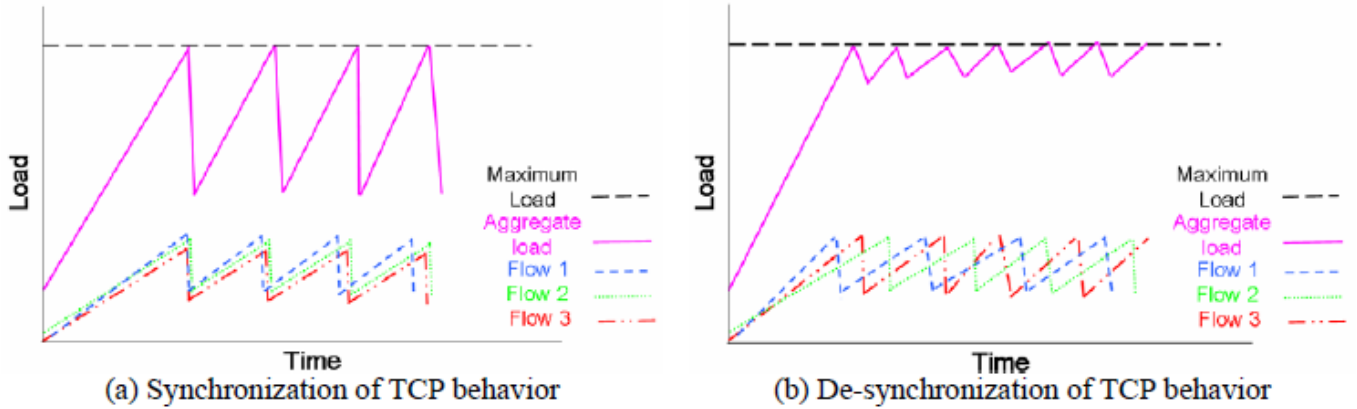 Load
Maximum
Load
Aggregate
load
Flow 1
Flow 2
Flow 3
Time
(a) Synchronization of TCP behavior
Load
Maximum
Load
Aggregate
load
Flow 1
Flow 2
Flow 3
Time
(b) De-synchronization of TCP behavior